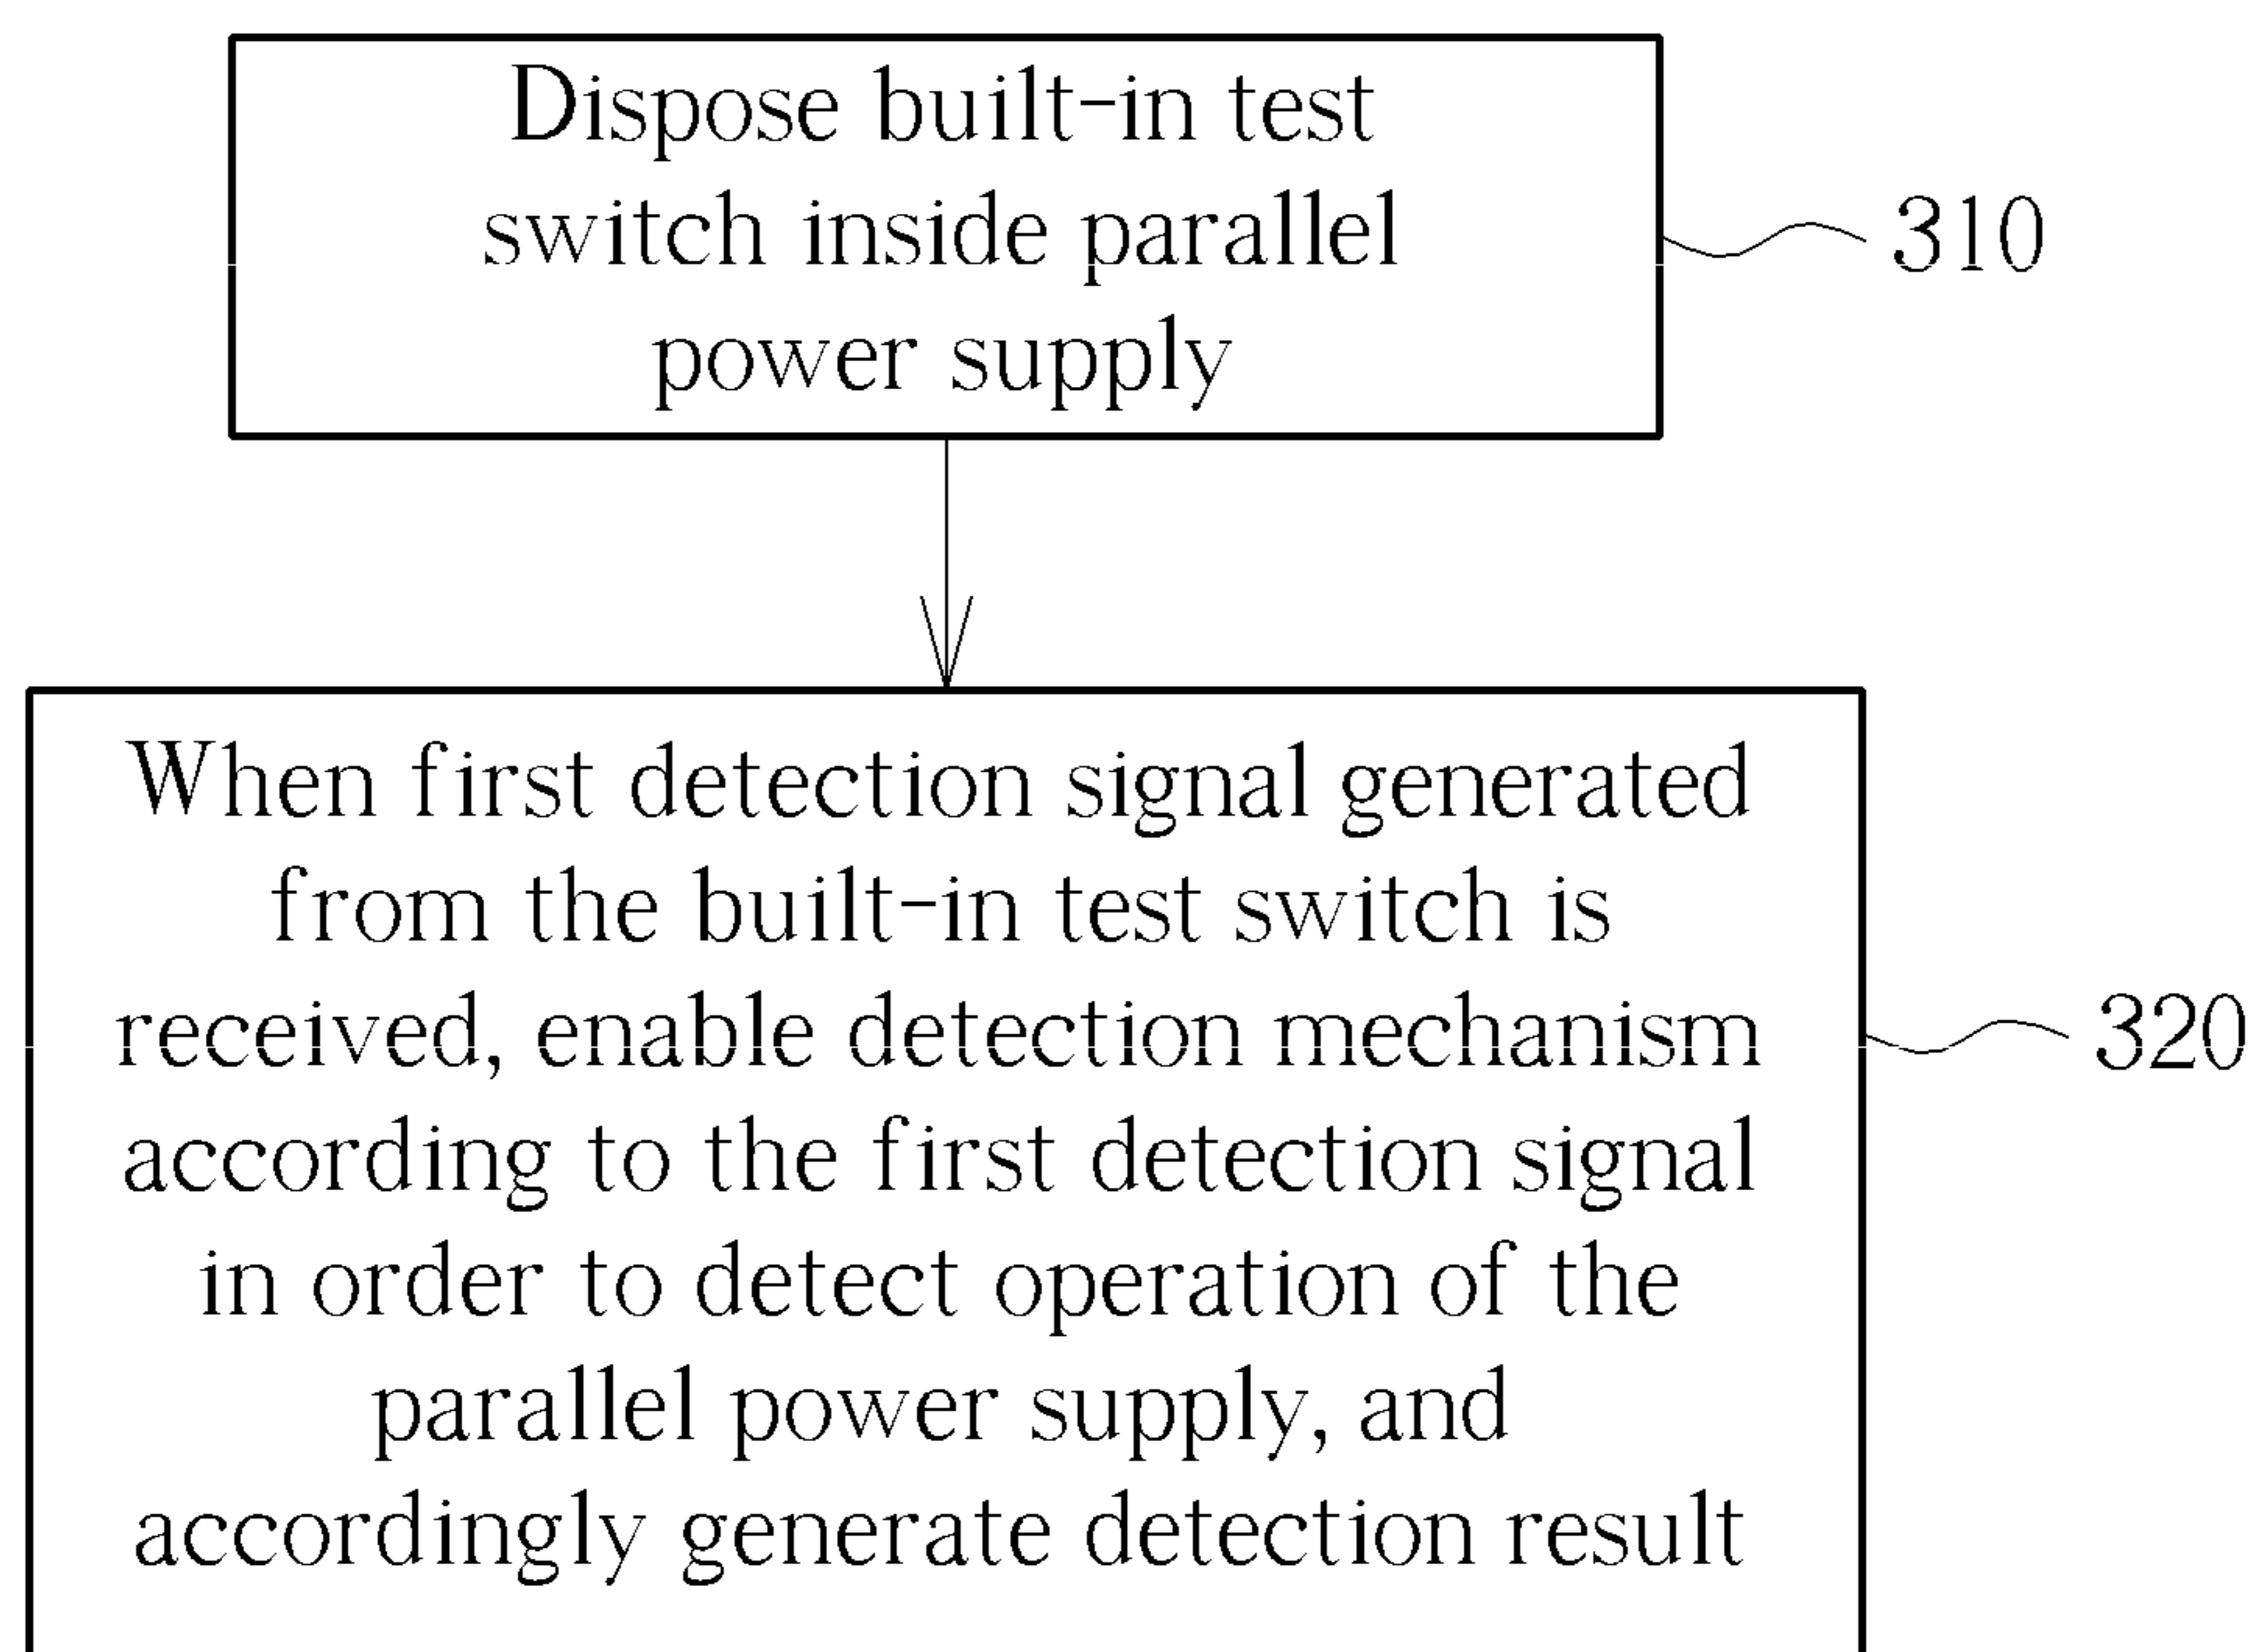 Dispose built-in test
switch inside parallel
power supply
310
When first detection signal generated
from the built-in test switch is
received, enable detection mechanism
according to the first detection signal
in order to detect operation of the
parallel power supply, and
accordingly generate detection result
320